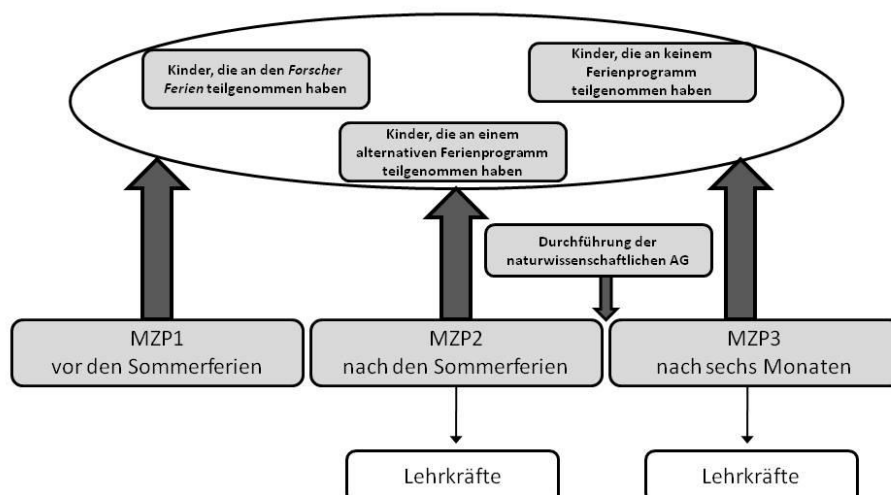 Kinder, die an den Forscher
Ferien teilgenommen haben
Kinder, die an keinem
Ferienprogramm
teilgenommen haben
Kinder, die an einem
alternativen Ferienprogramm
teilgenommen haben
Durchführung der
naturwissenschaftlichen AG
MZP1
vor den Sommerferien
MZP2
nach den Sommerferien
MZP3
nach sechs Monaten
Lehrkräfte
Lehrkräfte